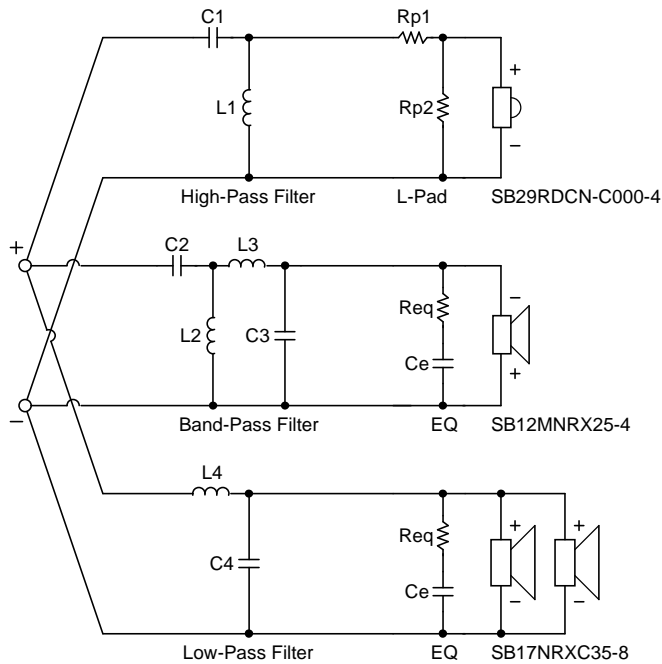 C1
Rp1
+
L1
Rp2
−
High-Pass Filter
L-Pad
SB29RDCN-C000-4
+
C2
L3
−
Req
L2
C3
Ce
+
−
Band-Pass Filter
EQ
SB12MNRX25-4
L4
+
+
Req
C4
Ce
−
−
Low-Pass Filter
EQ
SB17NRXC35-8